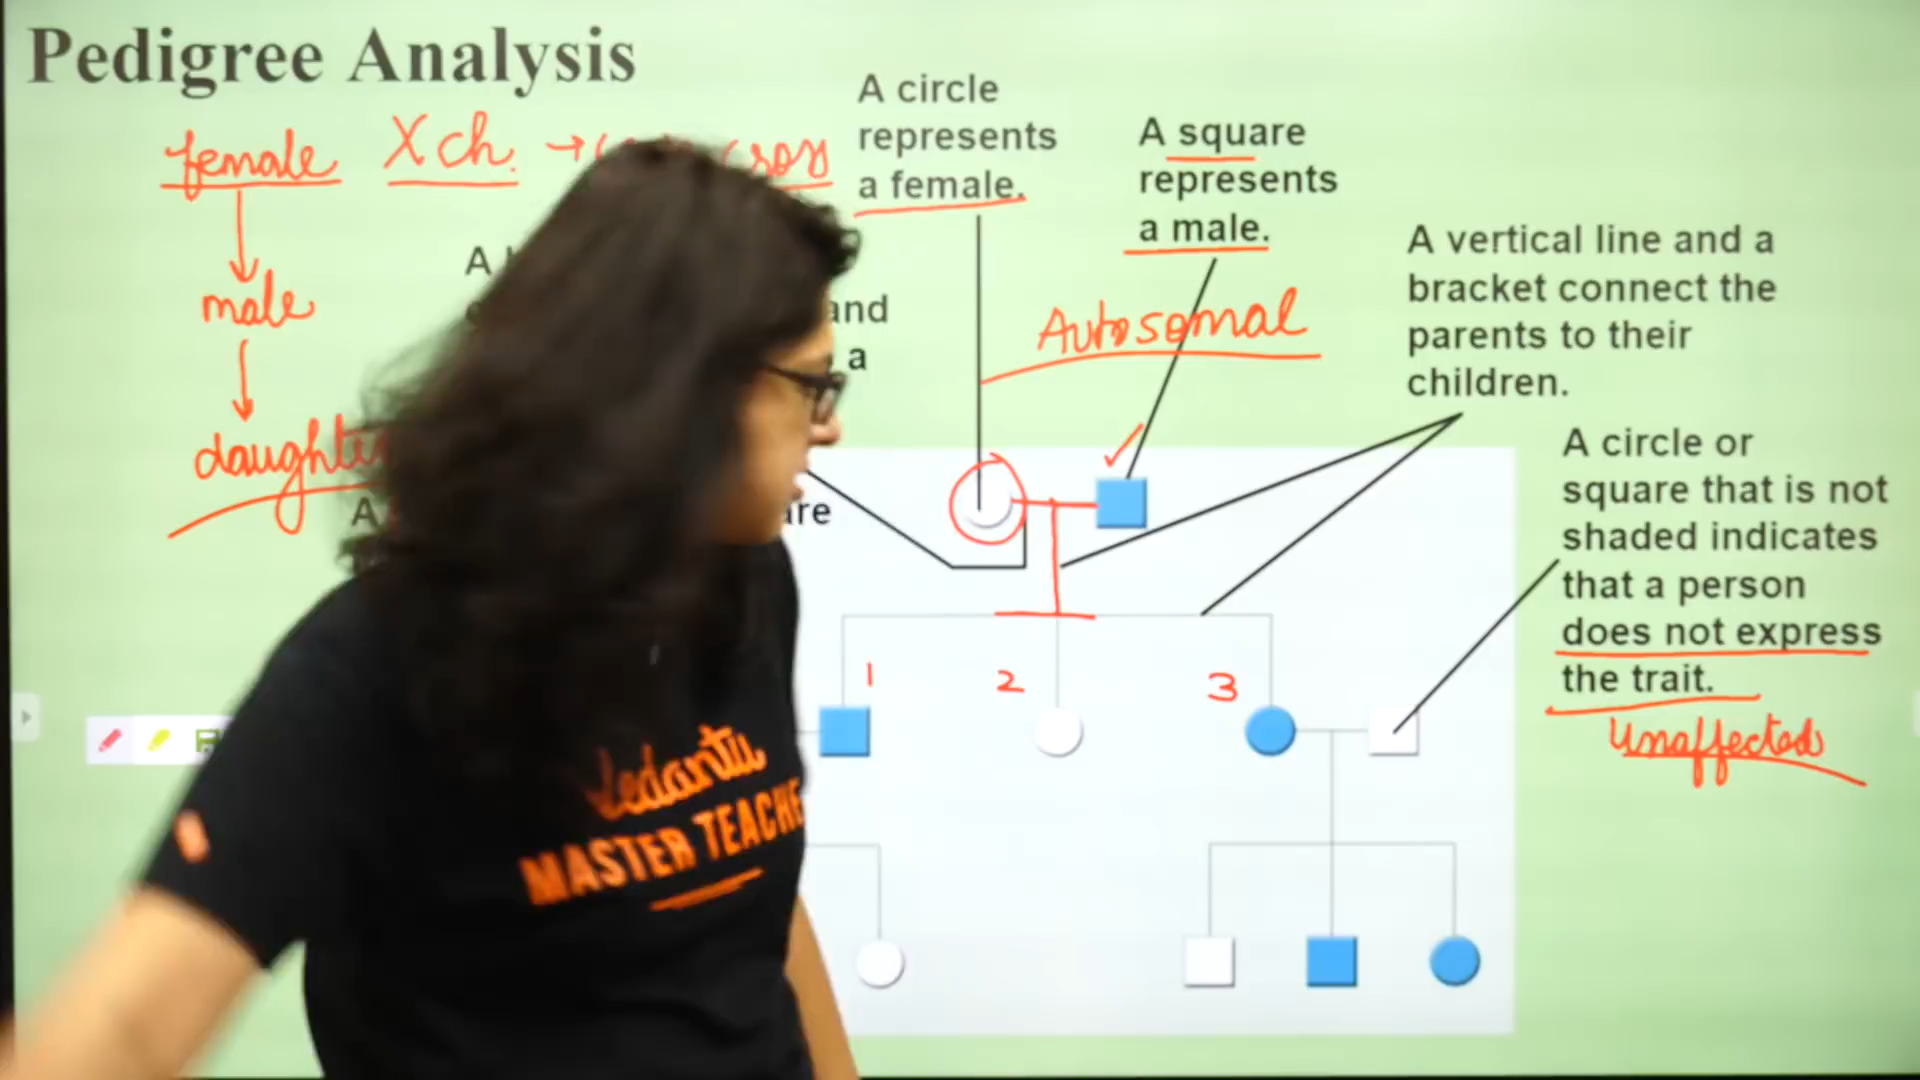 Pedigree Analysis
female X ch. →
male
daughter
A circle
represents
a female.
A square
represents
a male.
Autosomal
A vertical line and a
bracket connect the
parents to their
children.
A circle or
square that is not
shaded indicates
that a person
does not express
the trait.
Unaffected
A
and
a
A
1
2
3
Vedantu
MASTER TEACHE